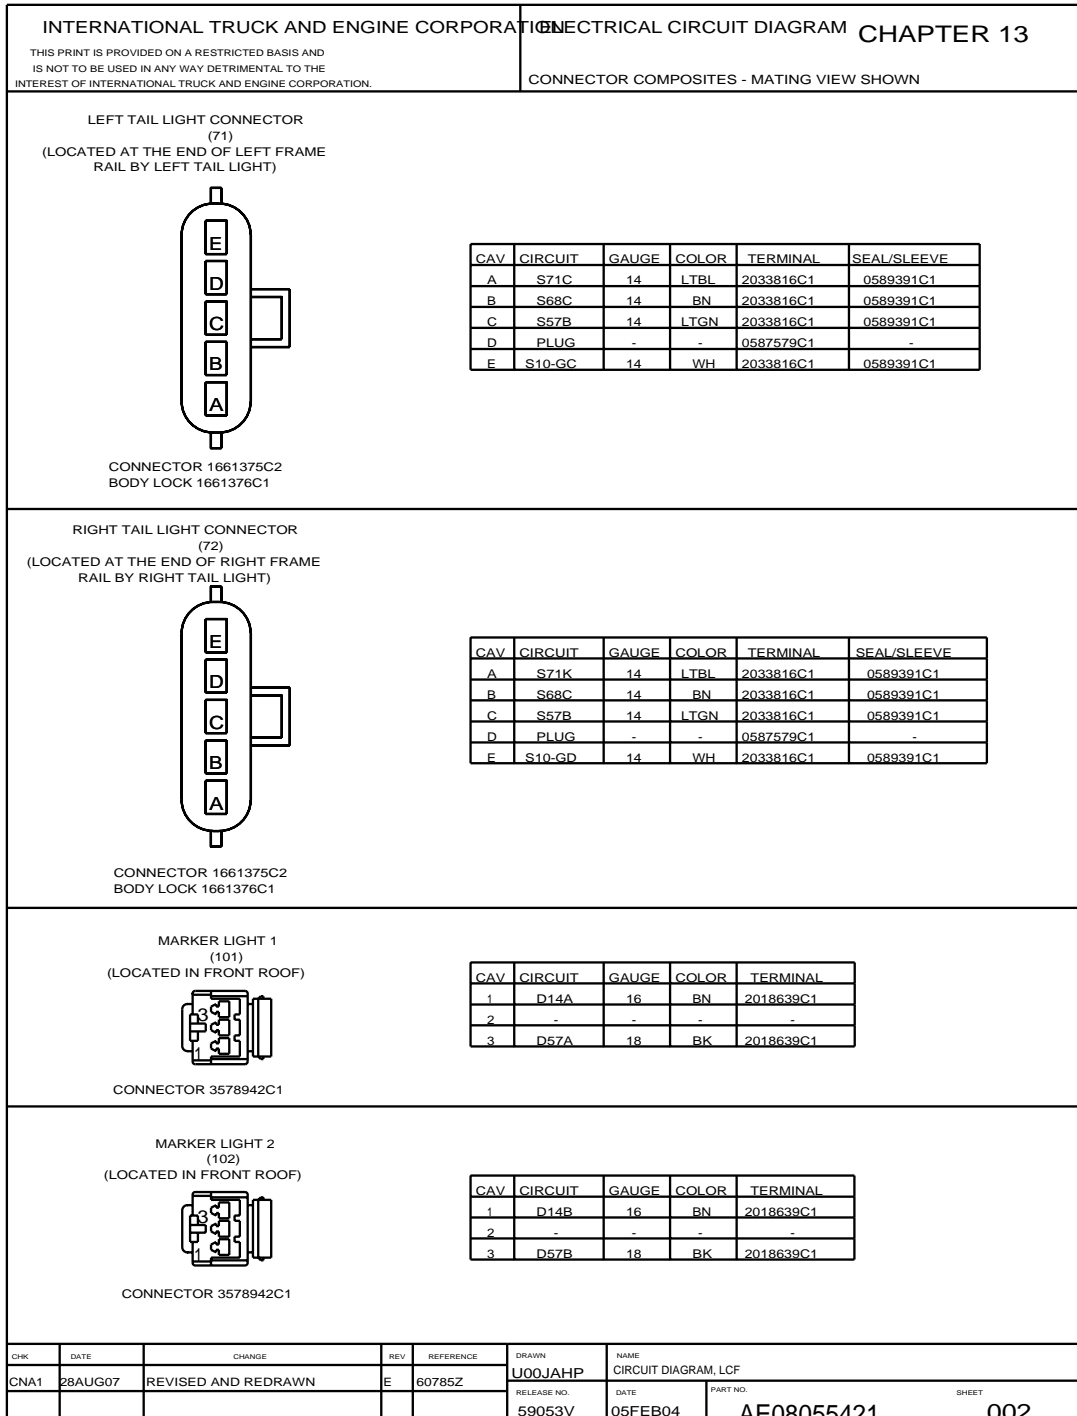 INTERNATIONAL TRUCK AND ENGINE CORPORATION
THIS PRINT IS PROVIDED ON A RESTRICTED BASIS AND
IS NOT TO BE USED IN ANY WAY DETRIMENTAL TO THE
INTEREST OF INTERNATIONAL TRUCK AND ENGINE CORPORATION.
ELECTRICAL CIRCUIT DIAGRAM CHAPTER 13
CONNECTOR COMPOSITES - MATING VIEW SHOWN
LEFT TAIL LIGHT CONNECTOR
(71)
(LOCATED AT THE END OF LEFT FRAME
RAIL BY LEFT TAIL LIGHT)
E
D
C
B
A
CONNECTOR 1661375C2
BODY LOCK 1661376C1
CAV CIRCUIT GAUGE COLOR TERMINAL SEAL/SLEEVE
A S71C 14 LTBL 2033816C1 0589391C1
B S68C 14 BN 2033816C1 0589391C1
C S57B 14 LTGN 2033816C1 0589391C1
D PLUG - - 0587579C1 -
E S10-GC 14 WH 2033816C1 0589391C1
RIGHT TAIL LIGHT CONNECTOR
(72)
(LOCATED AT THE END OF RIGHT FRAME
RAIL BY RIGHT TAIL LIGHT)
E
D
C
B
A
CONNECTOR 1661375C2
BODY LOCK 1661376C1
CAV CIRCUIT GAUGE COLOR TERMINAL SEAL/SLEEVE
A S71K 14 LTBL 2033816C1 0589391C1
B S68C 14 BN 2033816C1 0589391C1
C S57B 14 LTGN 2033816C1 0589391C1
D PLUG - - 0587579C1 -
E S10-GD 14 WH 2033816C1 0589391C1
MARKER LIGHT 1
(101)
(LOCATED IN FRONT ROOF)
3
1
CONNECTOR 3578942C1
CAV CIRCUIT GAUGE COLOR TERMINAL
1 D14A 16 BN 2018639C1
2 - - - -
3 D57A 18 BK 2018639C1
MARKER LIGHT 2
(102)
(LOCATED IN FRONT ROOF)
3
1
CONNECTOR 3578942C1
CAV CIRCUIT GAUGE COLOR TERMINAL
1 D14B 16 BN 2018639C1
2 - - - -
3 D57B 18 BK 2018639C1
CHK DATE CHANGE REV REFERENCE
CNA1 28AUG07 REVISED AND REDRAWN E 60785Z
DRAWN
U00JAHP
NAME
CIRCUIT DIAGRAM, LCF
RELEASE NO.
59053V
DATE
05FEB04
PART NO.
AE08055421
SHEET
002